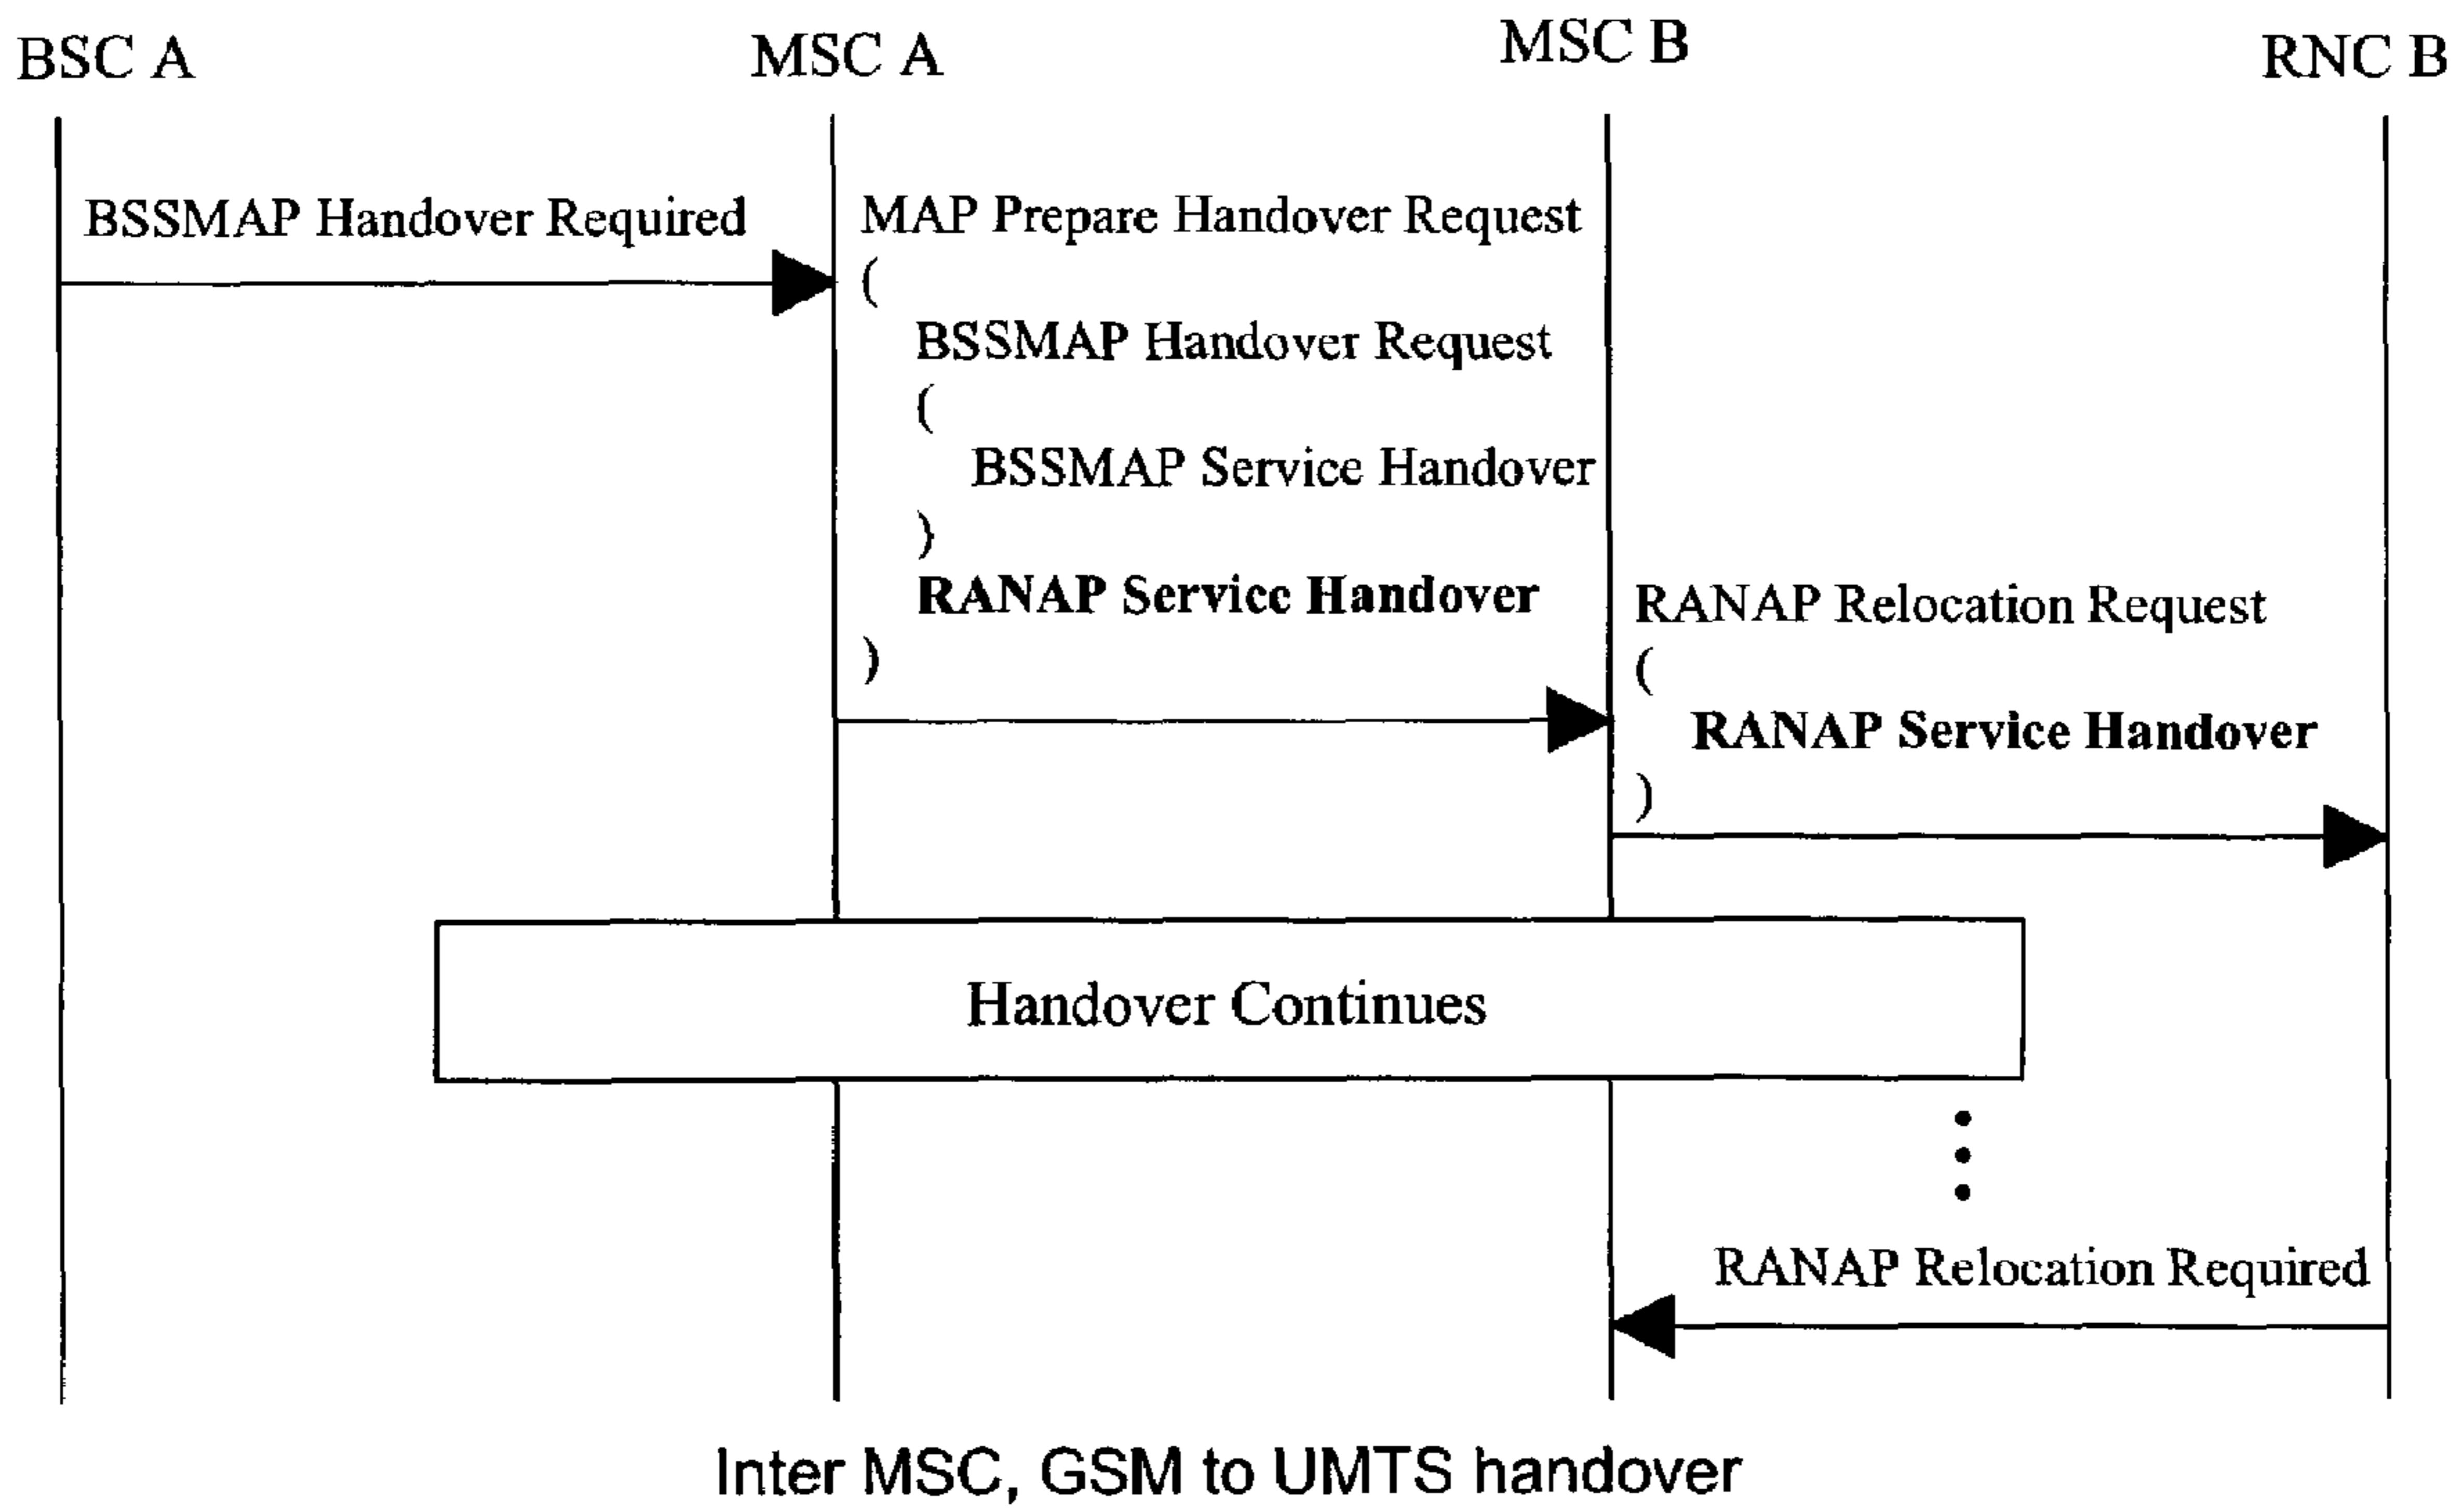 BSC A
MSC A
MSC B
RNC B
BSSMAP Handover Required
MAP Prepare Handover Request
(
BSSMAP Handover Request
(
BSSMAP Service Handover
)
RANAP Service Handover
)
RANAP Relocation Request
(
RANAP Service Handover
)
Handover Continues
RANAP Relocation Required
Inter MSC, GSM to UMTS handover